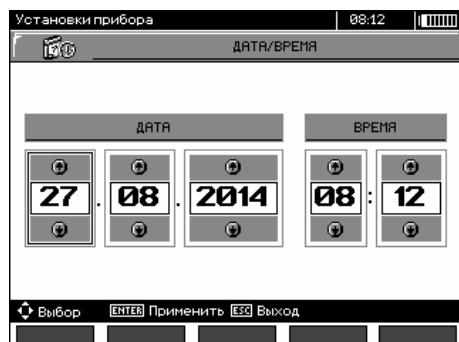 Установки прибора 08:12
ДАТА/ВРЕМЯ
ДАТА ВРЕМЯ
27 . 08 . 2014 08 : 12
Выбор ENTER Применить ESC Выход